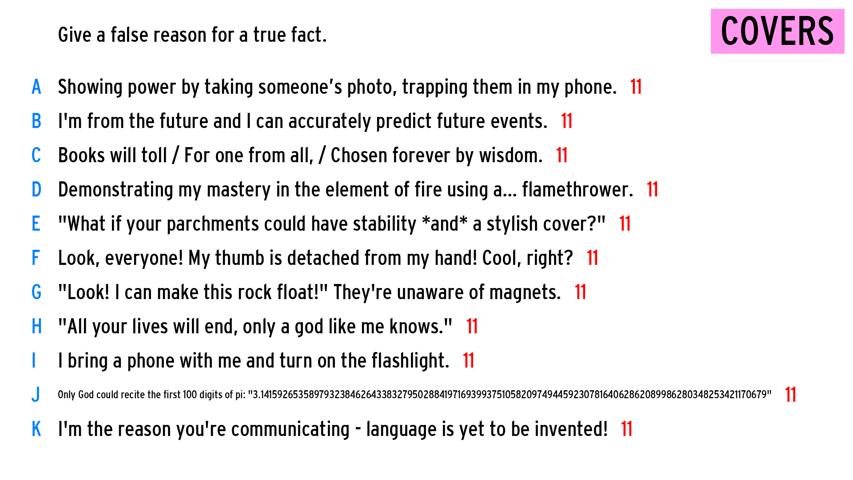 Give a false reason for a true fact.
COVERS
A Showing power by taking someone's photo, trapping them in my phone. 11
B I'm from the future and I can accurately predict future events. 11
C Books will toll / For one from all, / Chosen forever by wisdom. 11
D Demonstrating my mastery in the element of fire using a... flamethrower. 11
E "What if your parchments could have stability *and* a stylish cover?" 11
F Look, everyone! My thumb is detached from my hand! Cool, right? 11
G "Look! I can make this rock float!" They're unaware of magnets. 11
H "All your lives will end, only a god like me knows." 11
I I bring a phone with me and turn on the flashlight. 11
J Only God could recite the first 100 digits of pi: "3.1415926535897932384626433832795028841971693993751058209749445923078164062862089986280348253421170679" 11
K I'm the reason you're communicating - language is yet to be invented! 11